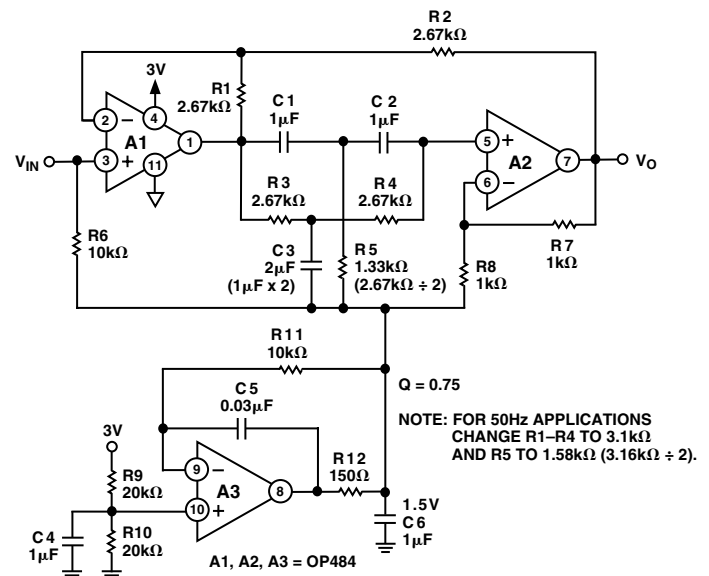 R2
2.67kΩ
3V
R1
2.67kΩ
C1
1µF
C2
1µF
2
−
4
A1
1
VIN
3
+
11
5
+
A2
7
VO
6
−
R3
2.67kΩ
R4
2.67kΩ
R6
10kΩ
C3
2µF
(1µF x 2)
R5
1.33kΩ
(2.67kΩ ÷ 2)
R8
1kΩ
R7
1kΩ
R11
10kΩ
C5
0.03µF
Q = 0.75
NOTE: FOR 50Hz APPLICATIONS
CHANGE R1–R4 TO 3.1kΩ
AND R5 TO 1.58kΩ (3.16kΩ ÷ 2).
3V
R9
20kΩ
9
−
A3
8
10
+
R12
150Ω
C4
1µF
R10
20kΩ
1.5V
C6
1µF
A1, A2, A3 = OP484